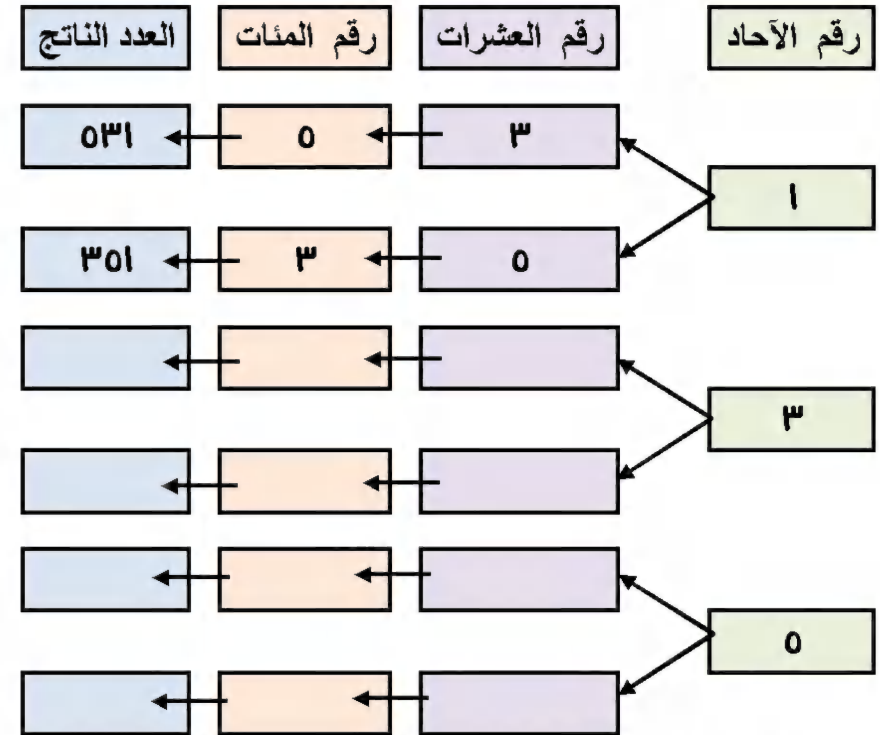 رقم الآحاد رقم العشرات رقم المئات العدد الناتج
٣ ٥ ٥٣١
١
٥ ٣ ٣٥١
٣
٥